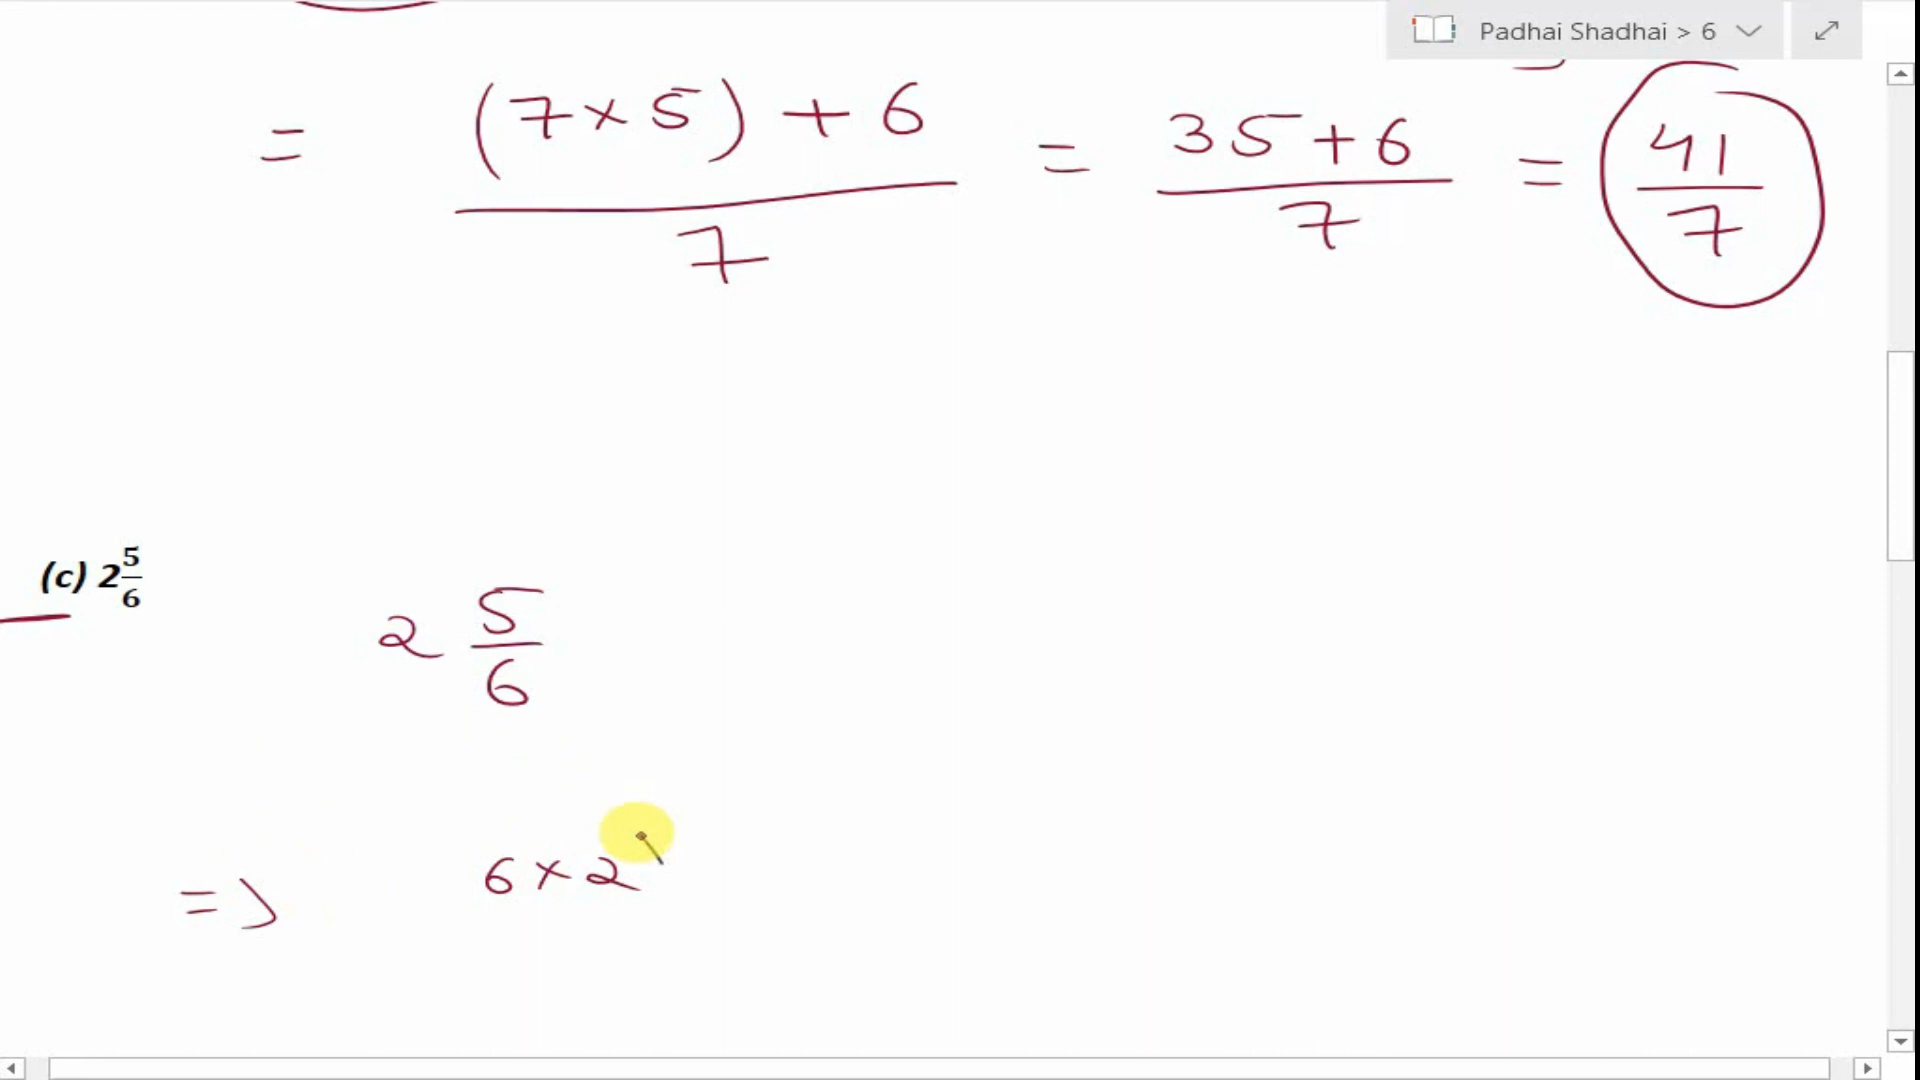 Padhai Shadhai > 6
= (7×5)+6 / 7 = 35+6 / 7 = 41 / 7
(c) 2 5/6
2 5/6
=> 6×2